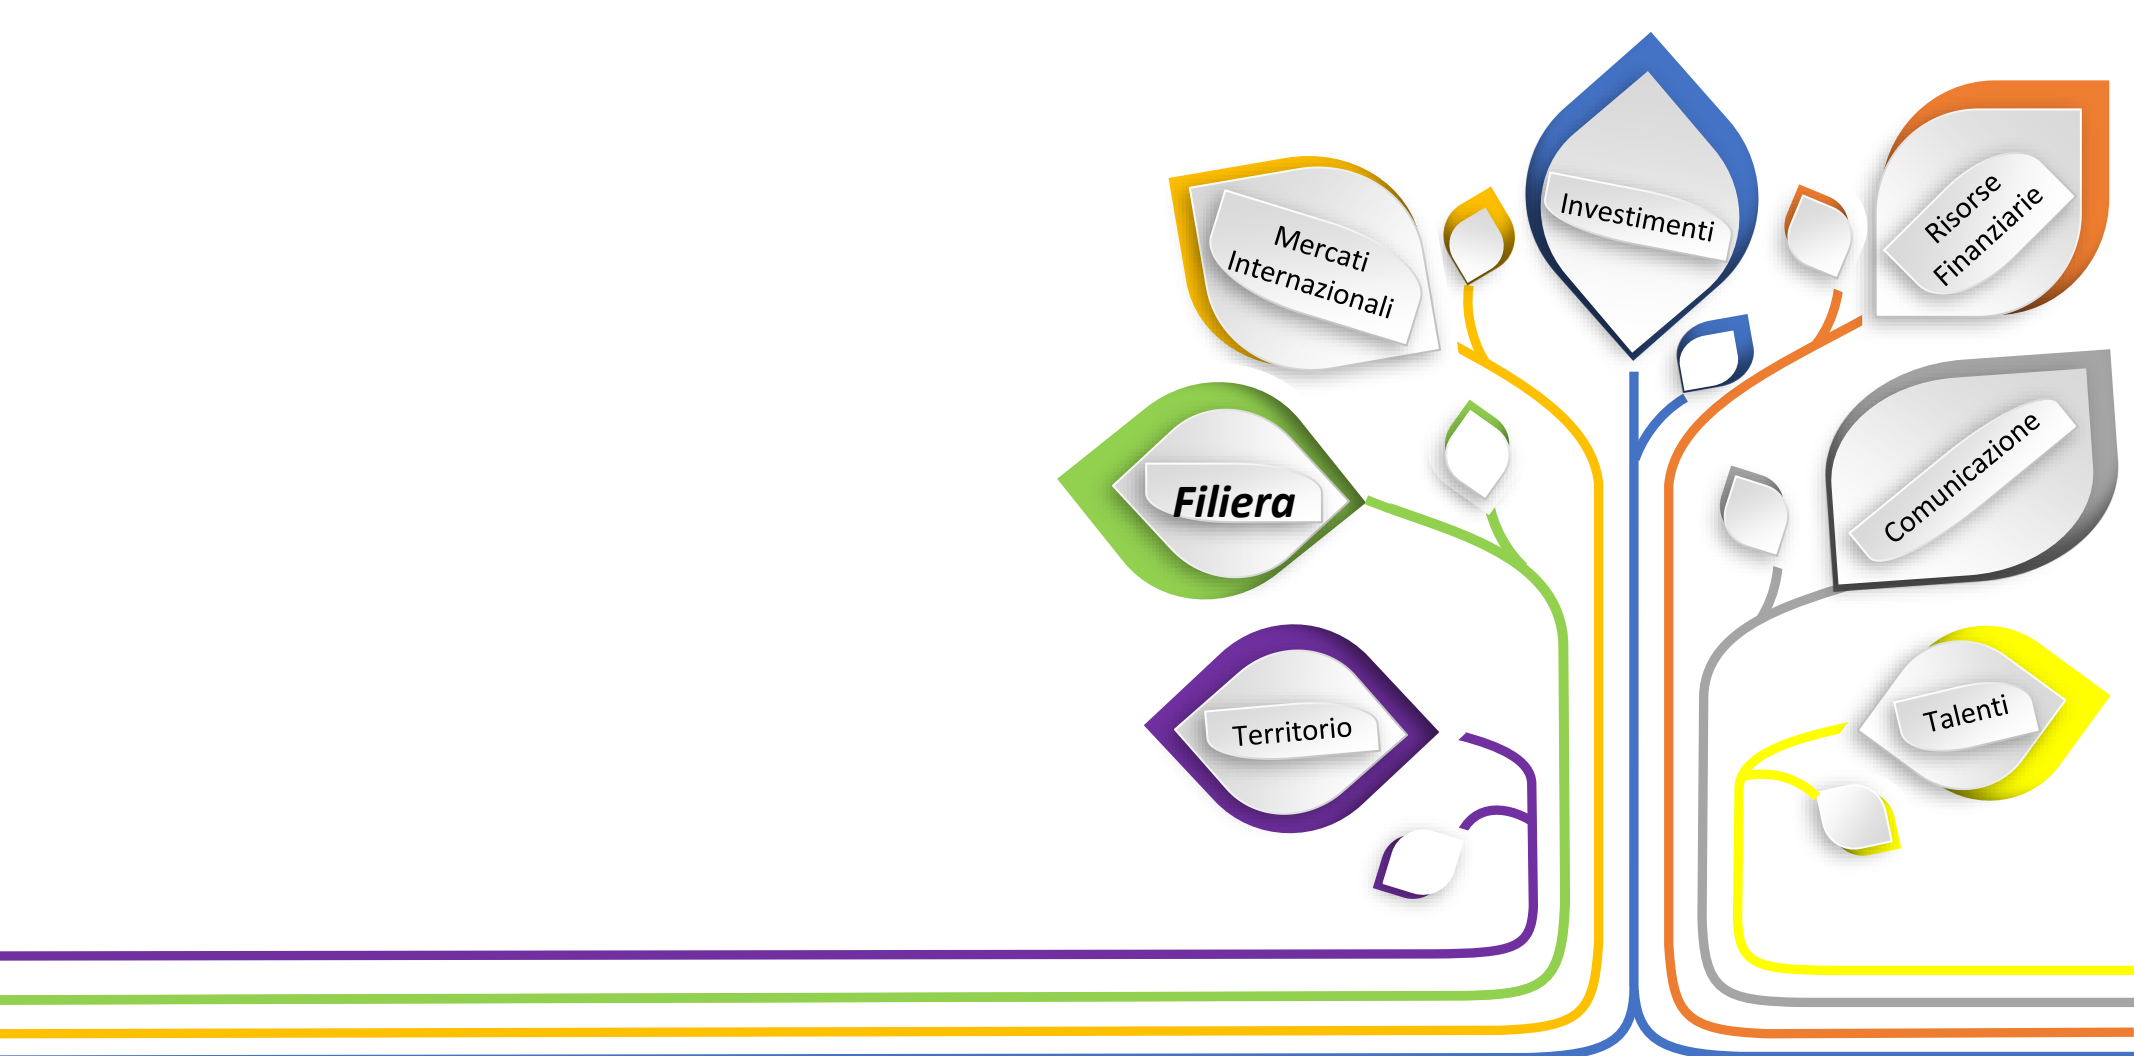 Investimenti
Risorse
Finanziarie
Mercati
Internazionali
Comunicazione
Filiera
Talenti
Territorio